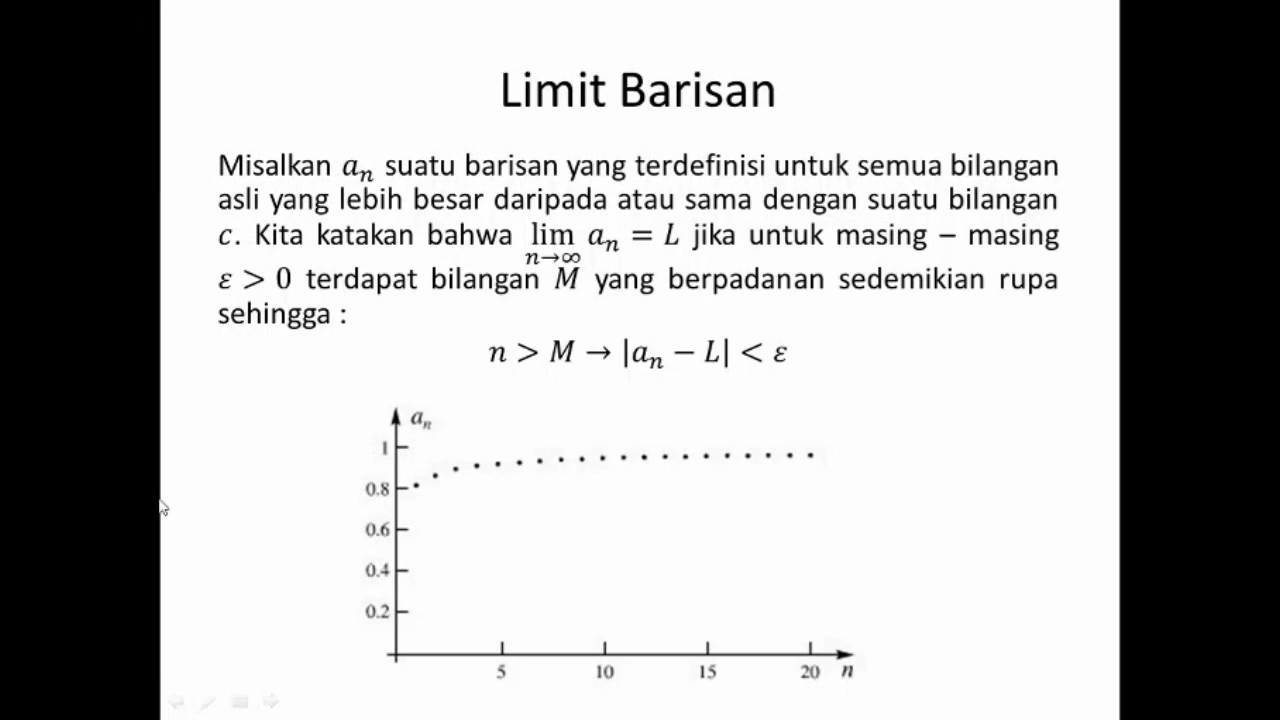 Limit Barisan
Misalkan aₙ suatu barisan yang terdefinisi untuk semua bilangan
asli yang lebih besar daripada atau sama dengan suatu bilangan
c. Kita katakan bahwa lim n→∞ aₙ = L jika untuk masing – masing
ε > 0 terdapat bilangan M yang berpadanan sedemikian rupa
sehingga :
n > M → |aₙ − L| < ε
aₙ
1
0.8
0.6
0.4
0.2
5 10 15 20 n